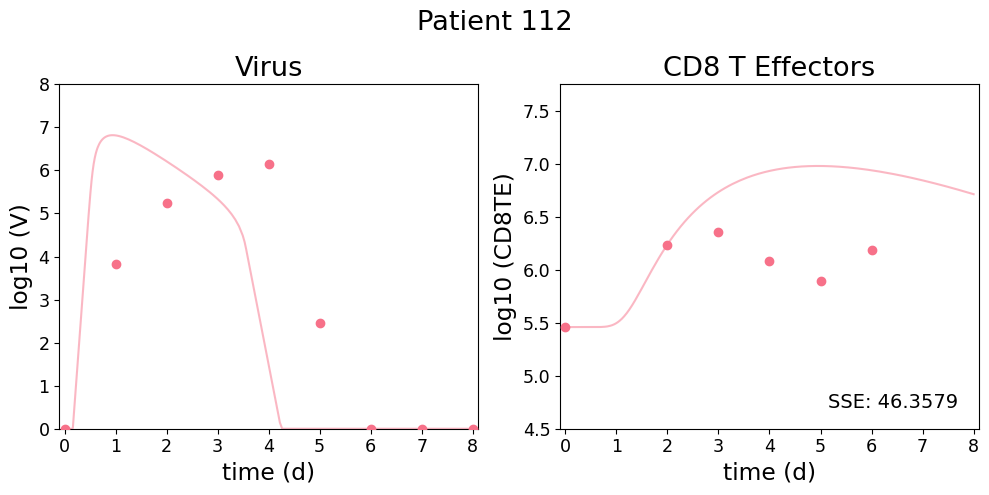 Patient 112
Virus
CD8 T Effectors
log10 (V)
8
7
6
5
4
3
2
1
0
0 1 2 3 4 5 6 7 8
time (d)
log10 (CD8TE)
7.5
7.0
6.5
6.0
5.5
5.0
4.5
SSE: 46.3579
0 1 2 3 4 5 6 7 8
time (d)